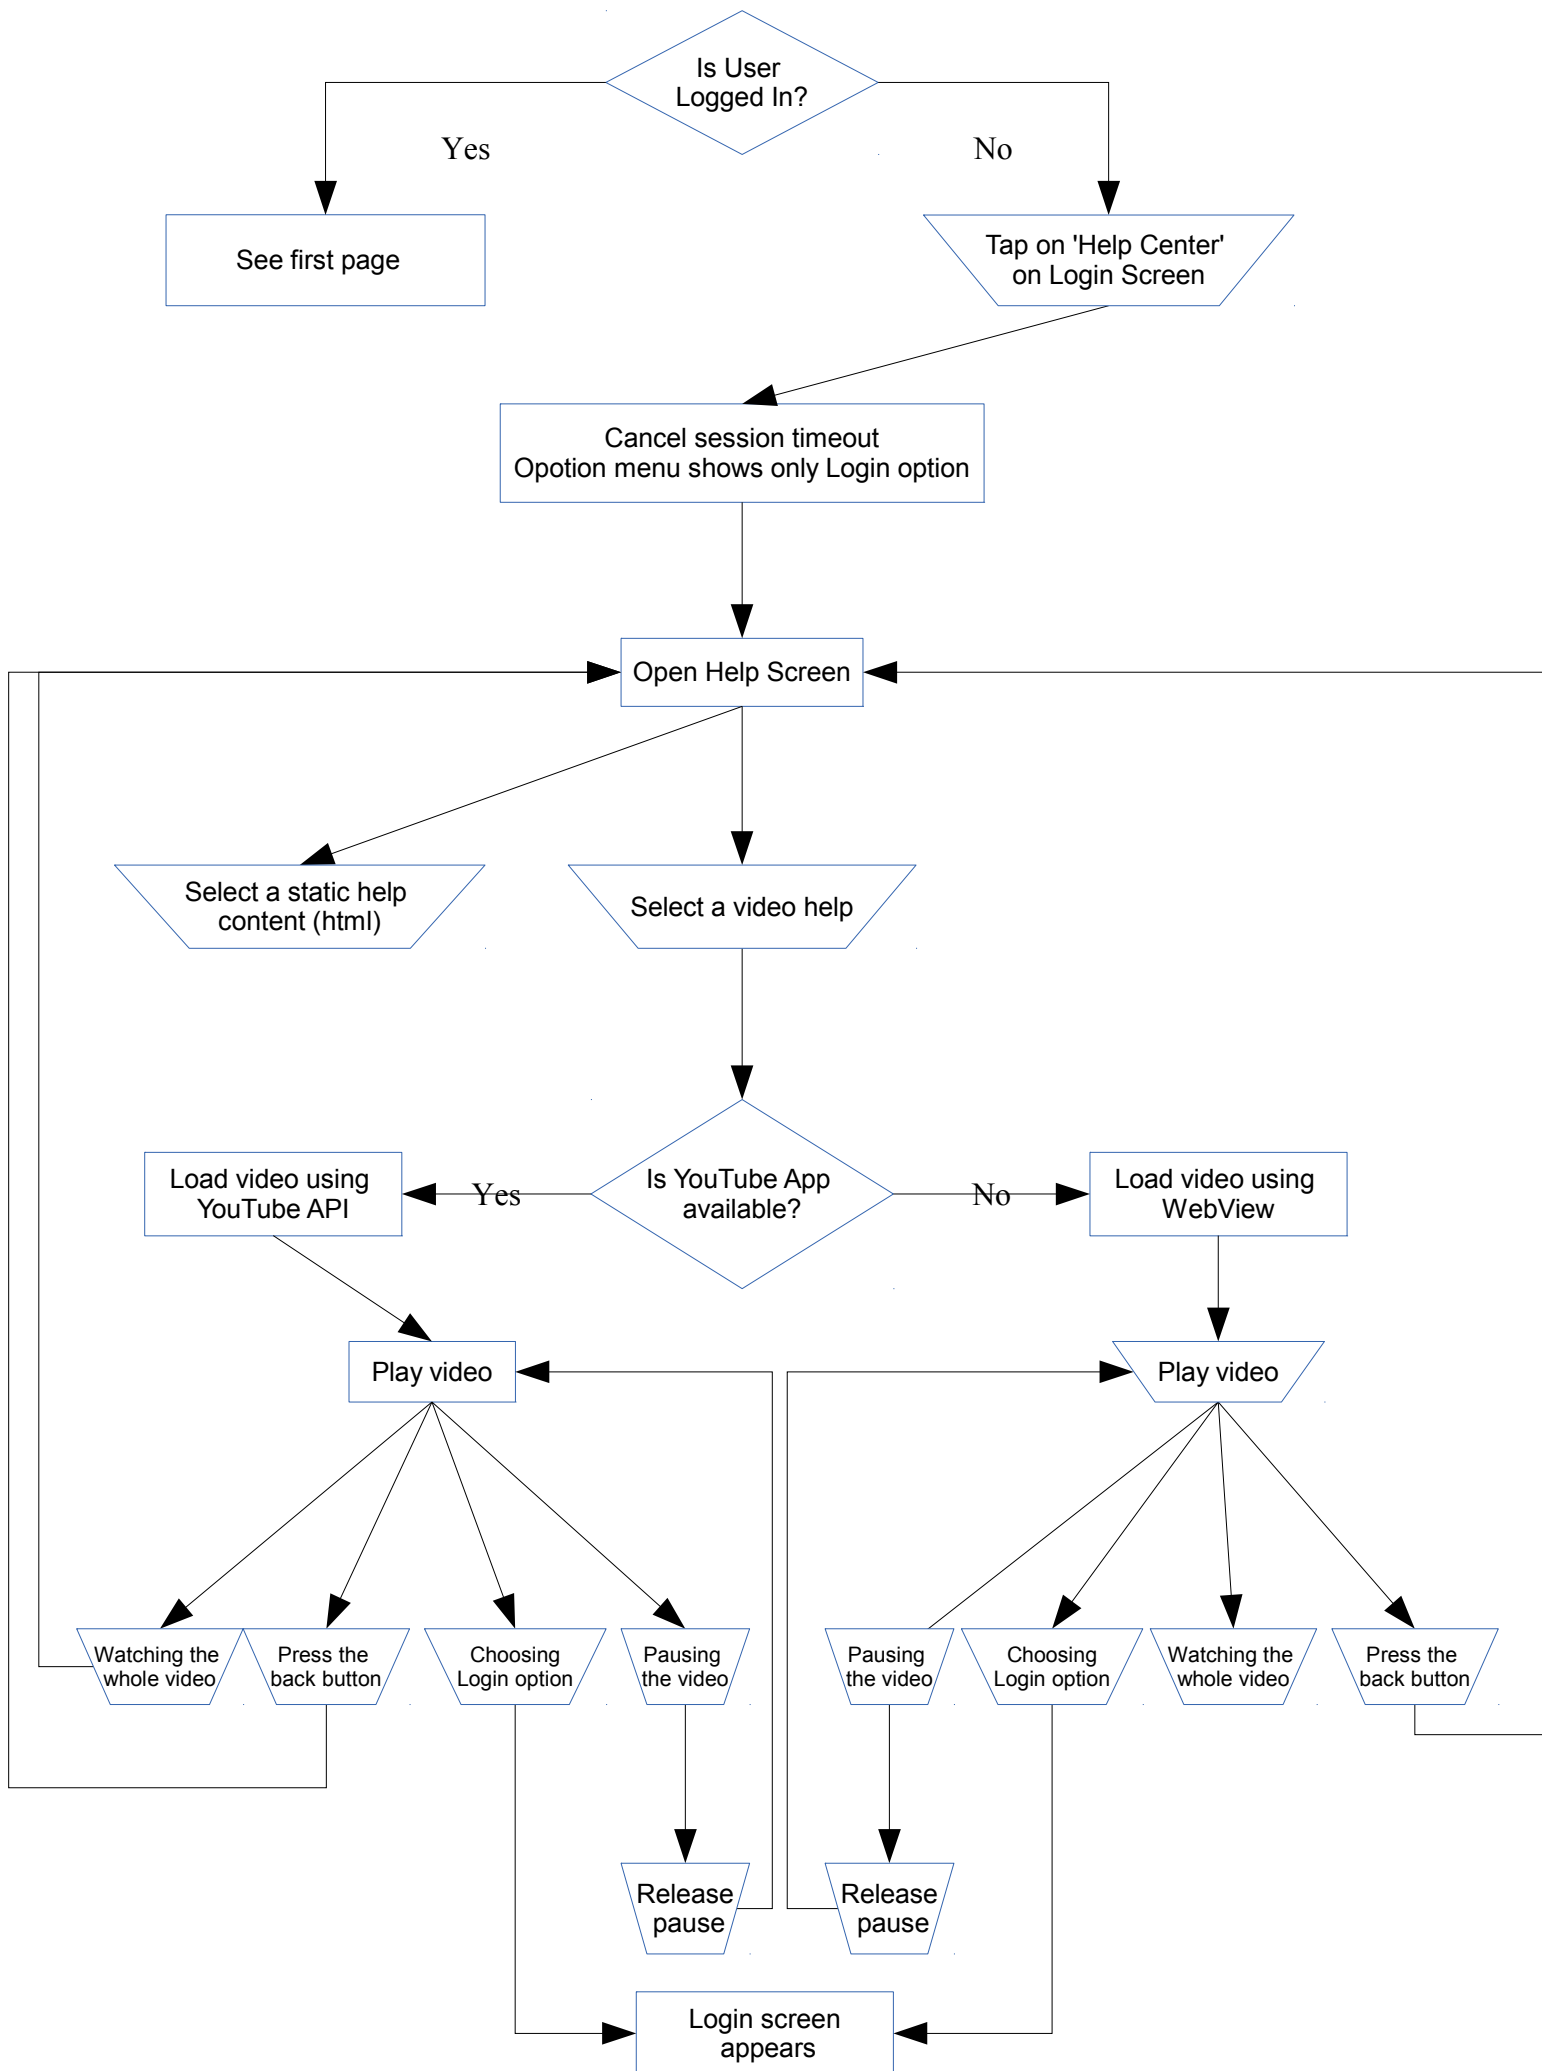 Is User
Logged In?
Yes
No
See first page
Tap on 'Help Center'
on Login Screen
Cancel session timeout
Opotion menu shows only Login option
Open Help Screen
Select a static help
content (html)
Select a video help
Load video using
YouTube API
Yes
Is YouTube App
available?
No
Load video using
WebView
Play video
Play video
Watching the
whole video
Press the
back button
Choosing
Login option
Pausing
the video
Pausing
the video
Choosing
Login option
Watching the
whole video
Press the
back button
Release
pause
Release
pause
Login screen
appears